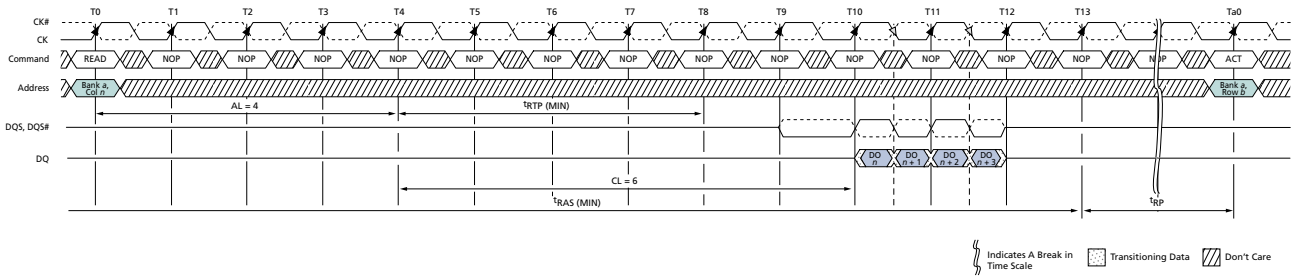 T0 T1 T2 T3 T4 T5 T6 T7 T8 T9 T10 T11 T12 T13 Ta0
CK#
CK
Command READ NOP NOP NOP NOP NOP NOP NOP NOP NOP NOP NOP NOP NOP NOP ACT
Address Bank a, Col n Bank a, Row b
AL = 4 tRTP (MIN)
DQS, DQS#
DQ DO n DO n + 1 DO n + 2 DO n + 3
CL = 6
tRAS (MIN) tRP
Indicates A Break in
Time Scale
Transitioning Data
Don't Care